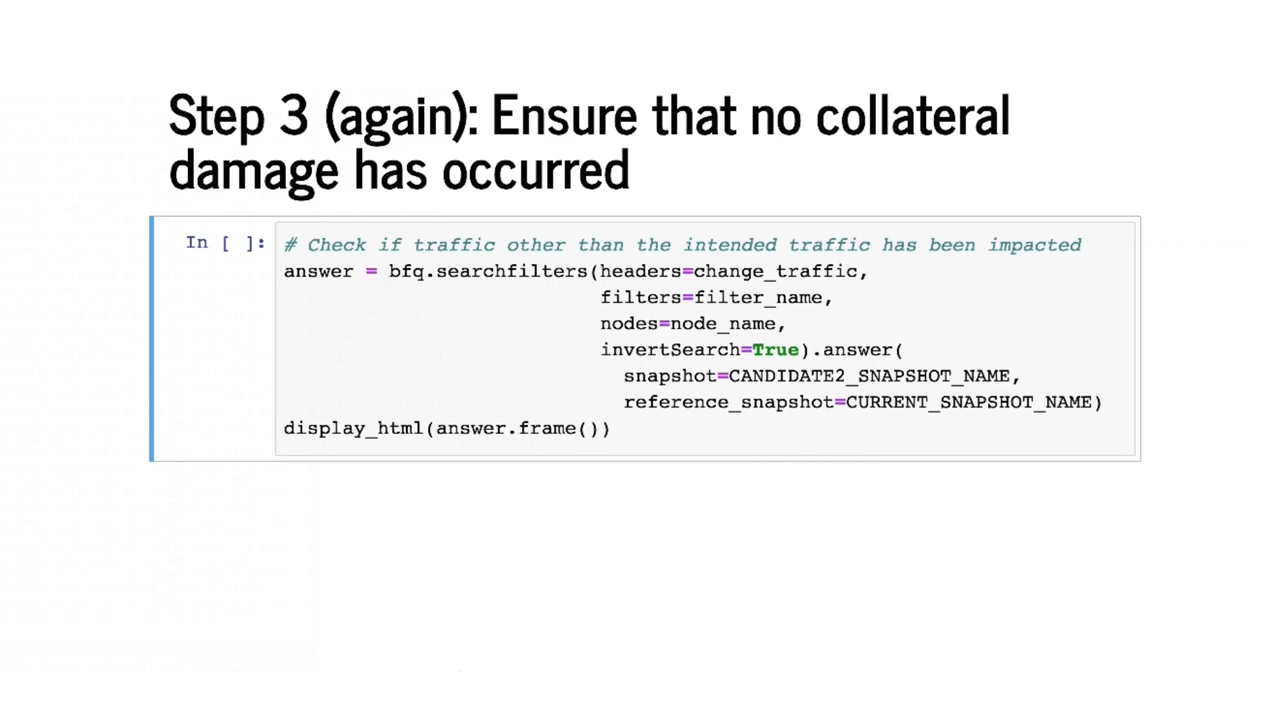 Step 3 (again): Ensure that no collateral
damage has occurred
In [ ]:
# Check if traffic other than the intended traffic has been impacted
answer = bfq.searchfilters(headers=change_traffic,
filters=filter_name,
nodes=node_name,
invertSearch=True).answer(
snapshot=CANDIDATE2_SNAPSHOT_NAME,
reference_snapshot=CURRENT_SNAPSHOT_NAME)
display_html(answer.frame())